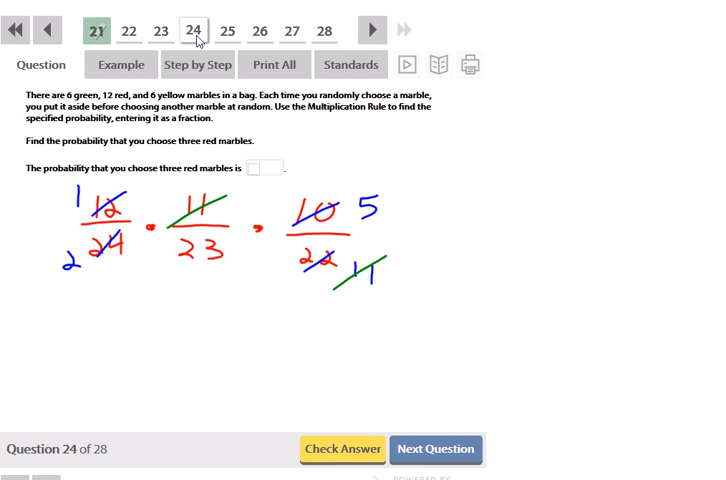 21 22 23 24 25 26 27 28
Question Example Step by Step Print All Standards
There are 6 green, 12 red, and 6 yellow marbles in a bag. Each time you randomly choose a marble,
you put it aside before choosing another marble at random. Use the Multiplication Rule to find the
specified probability, entering it as a fraction.
Find the probability that you choose three red marbles.
The probability that you choose three red marbles is .
1 12 11 10 5
· ·
2 24 23 22 11
Question 24 of 28 Check Answer Next Question
POWERED BY